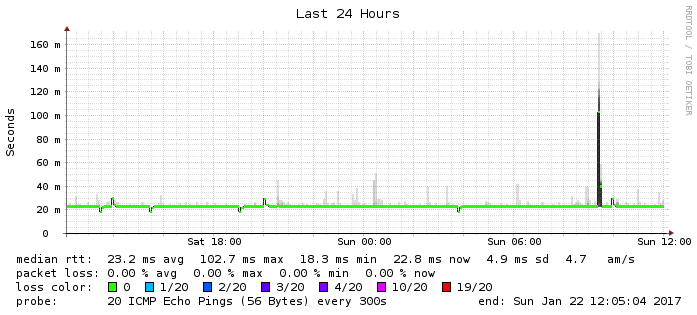 Last 24 Hours
RRDTOOL / TOBI OETIKER
Seconds
160 m
140 m
120 m
100 m
80 m
60 m
40 m
20 m
0
Sat 18:00 Sun 00:00 Sun 06:00 Sun 12:00
median rtt: 23.2 ms avg 102.7 ms max 18.3 ms min 22.8 ms now 4.9 ms sd 4.7 am/s
packet loss: 0.00 % avg 0.00 % max 0.00 % min 0.00 % now
loss color: 0 1/20 2/20 3/20 4/20 10/20 19/20
probe: 20 ICMP Echo Pings (56 Bytes) every 300s end: Sun Jan 22 12:05:04 2017